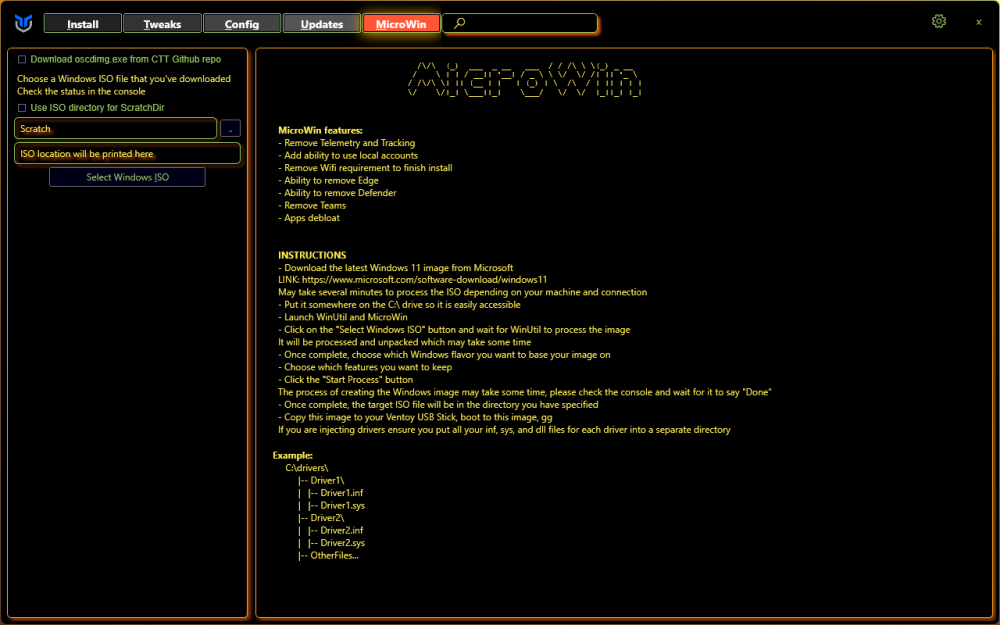 Install Tweaks Config Updates MicroWin x
Download oscdimg.exe from CTT Github repo
Choose a Windows ISO file that you've downloaded
Check the status in the console
Use ISO directory for ScratchDir
Scratch
..
ISO location will be printed here
Select Windows ISO
MicroWin
MicroWin features:
- Remove Telemetry and Tracking
- Add ability to use local accounts
- Remove Wifi requirement to finish install
- Ability to remove Edge
- Ability to remove Defender
- Remove Teams
- Apps debloat
INSTRUCTIONS
- Download the latest Windows 11 image from Microsoft
LINK: https://www.microsoft.com/software-download/windows11
May take several minutes to process the ISO depending on your machine and connection
- Put it somewhere on the C:\ drive so it is easily accessible
- Launch WinUtil and MicroWin
- Click on the "Select Windows ISO" button and wait for WinUtil to process the image
It will be processed and unpacked which may take some time
- Once complete, choose which Windows flavor you want to base your image on
- Choose which features you want to keep
- Click the "Start Process" button
The process of creating the Windows image may take some time, please check the console and wait for it to say "Done"
- Once complete, the target ISO file will be in the directory you have specified
- Copy this image to your Ventoy USB Stick, boot to this image, gg
If you are injecting drivers ensure you put all your inf, sys, and dll files for each driver into a separate directory
Example:
C:\drivers\
|-- Driver1\
| |-- Driver1.inf
| |-- Driver1.sys
|-- Driver2\
| |-- Driver2.inf
| |-- Driver2.sys
|-- OtherFiles...